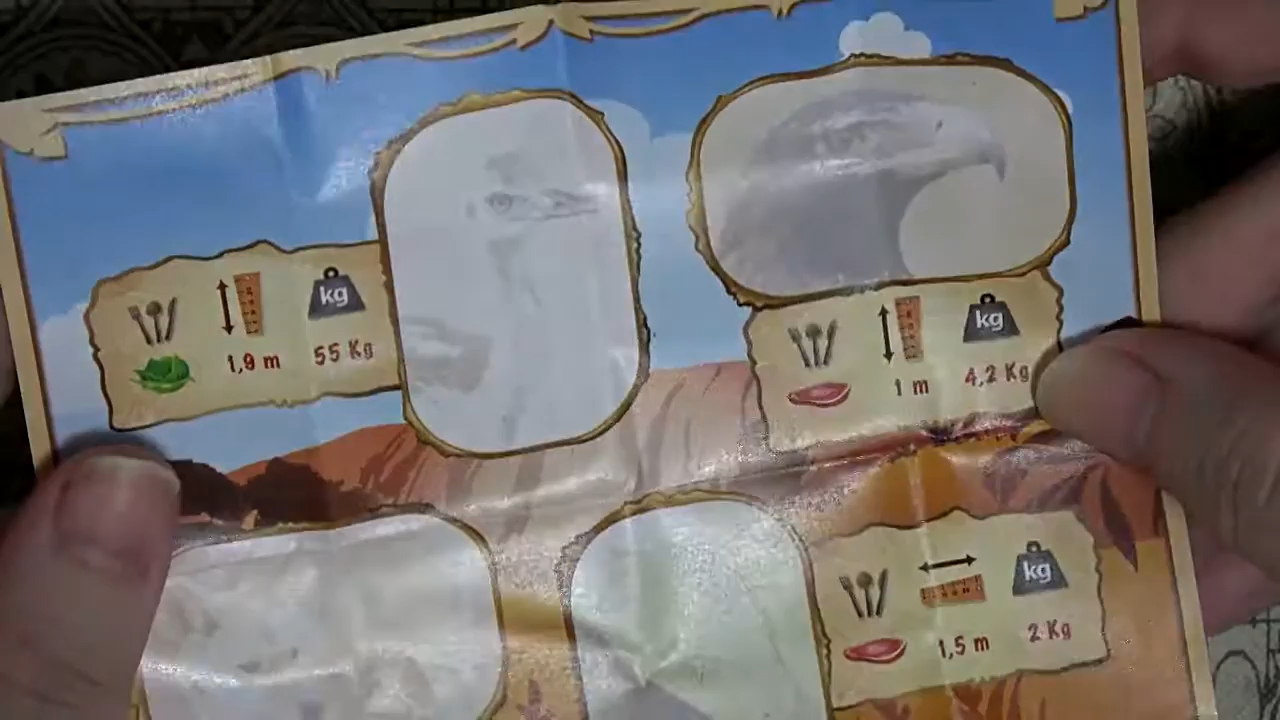 kg
1,9 m
55 Kg
kg
1 m
4,2 Kg
kg
1,5 m
2 Kg